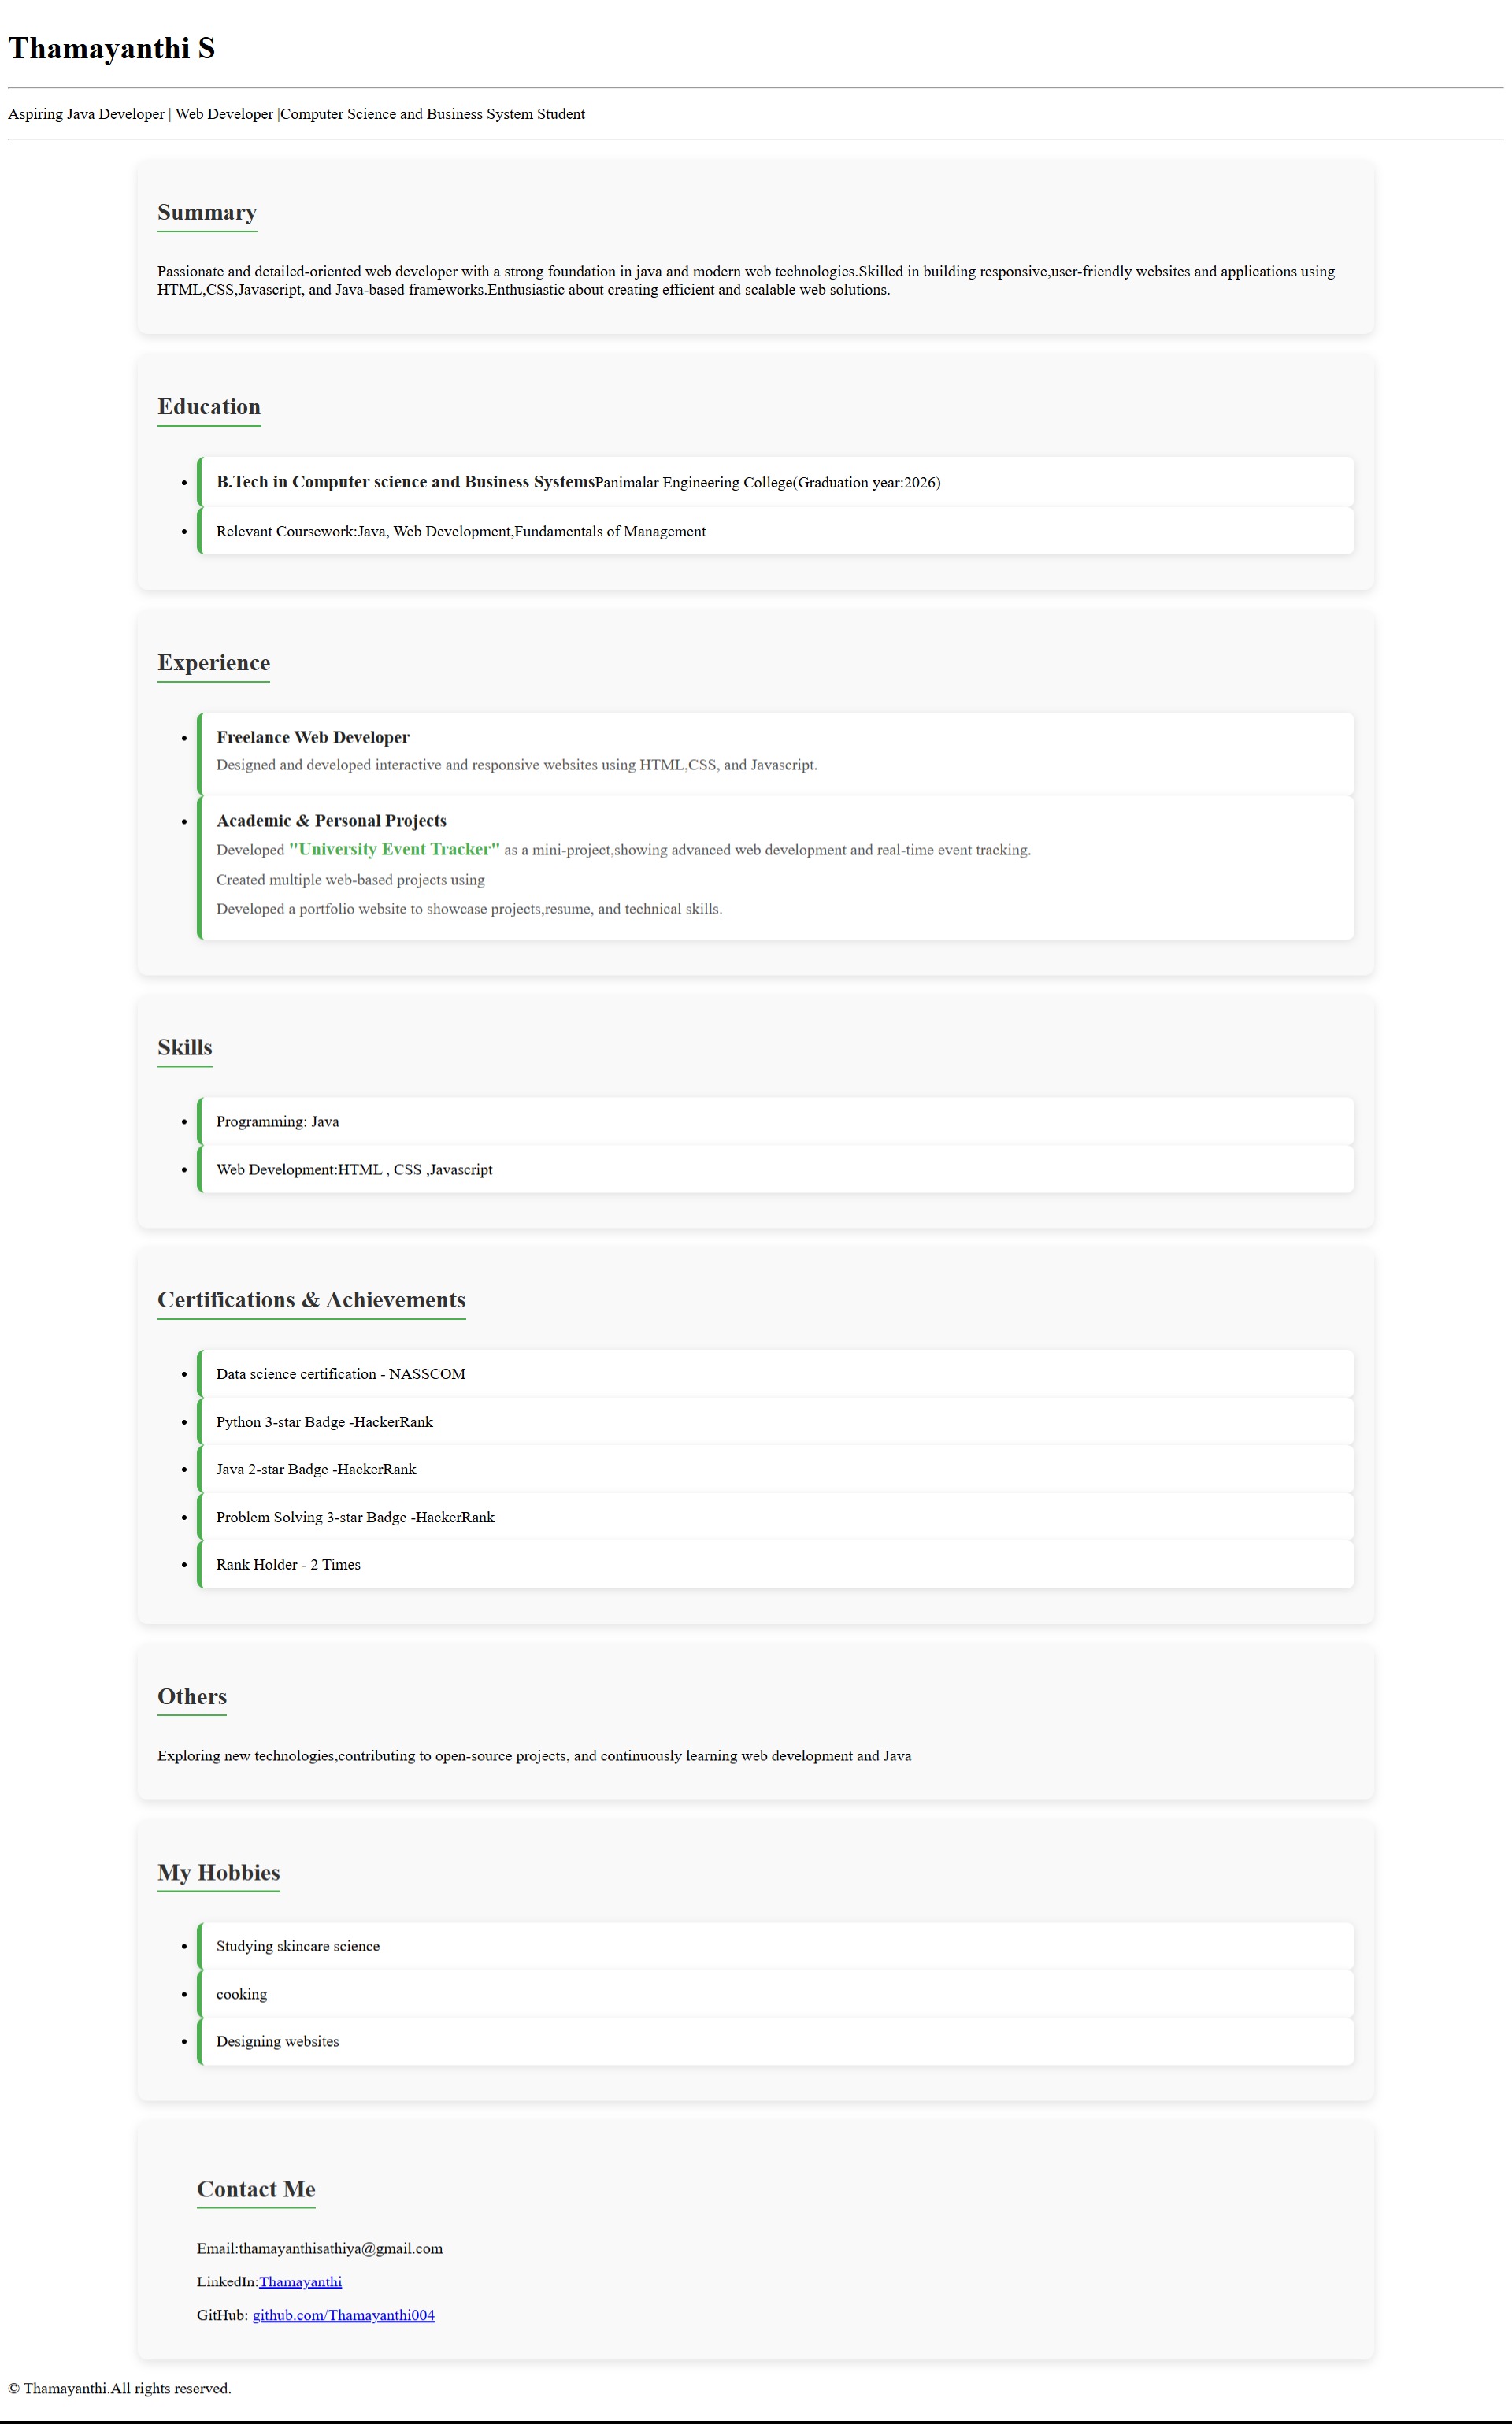 Thamayanthi S
Aspiring Java Developer | Web Developer |Computer Science and Business System Student
Summary
Passionate and detailed-oriented web developer with a strong foundation in java and modern web technologies.Skilled in building responsive,user-friendly websites and applications using
HTML,CSS,Javascript, and Java-based frameworks.Enthusiastic about creating efficient and scalable web solutions.
Education
• B.Tech in Computer science and Business SystemsPanimalar Engineering College(Graduation year:2026)
• Relevant Coursework:Java, Web Development,Fundamentals of Management
Experience
• Freelance Web Developer
Designed and developed interactive and responsive websites using HTML,CSS, and Javascript.
• Academic & Personal Projects
Developed "University Event Tracker" as a mini-project,showing advanced web development and real-time event tracking.
Created multiple web-based projects using
Developed a portfolio website to showcase projects,resume, and technical skills.
Skills
• Programming: Java
• Web Development:HTML , CSS ,Javascript
Certifications & Achievements
• Data science certification - NASSCOM
• Python 3-star Badge -HackerRank
• Java 2-star Badge -HackerRank
• Problem Solving 3-star Badge -HackerRank
• Rank Holder - 2 Times
Others
Exploring new technologies,contributing to open-source projects, and continuously learning web development and Java
My Hobbies
• Studying skincare science
• cooking
• Designing websites
Contact Me
Email:thamayanthisathiya@gmail.com
LinkedIn:Thamayanthi
GitHub: github.com/Thamayanthi004
© Thamayanthi.All rights reserved.